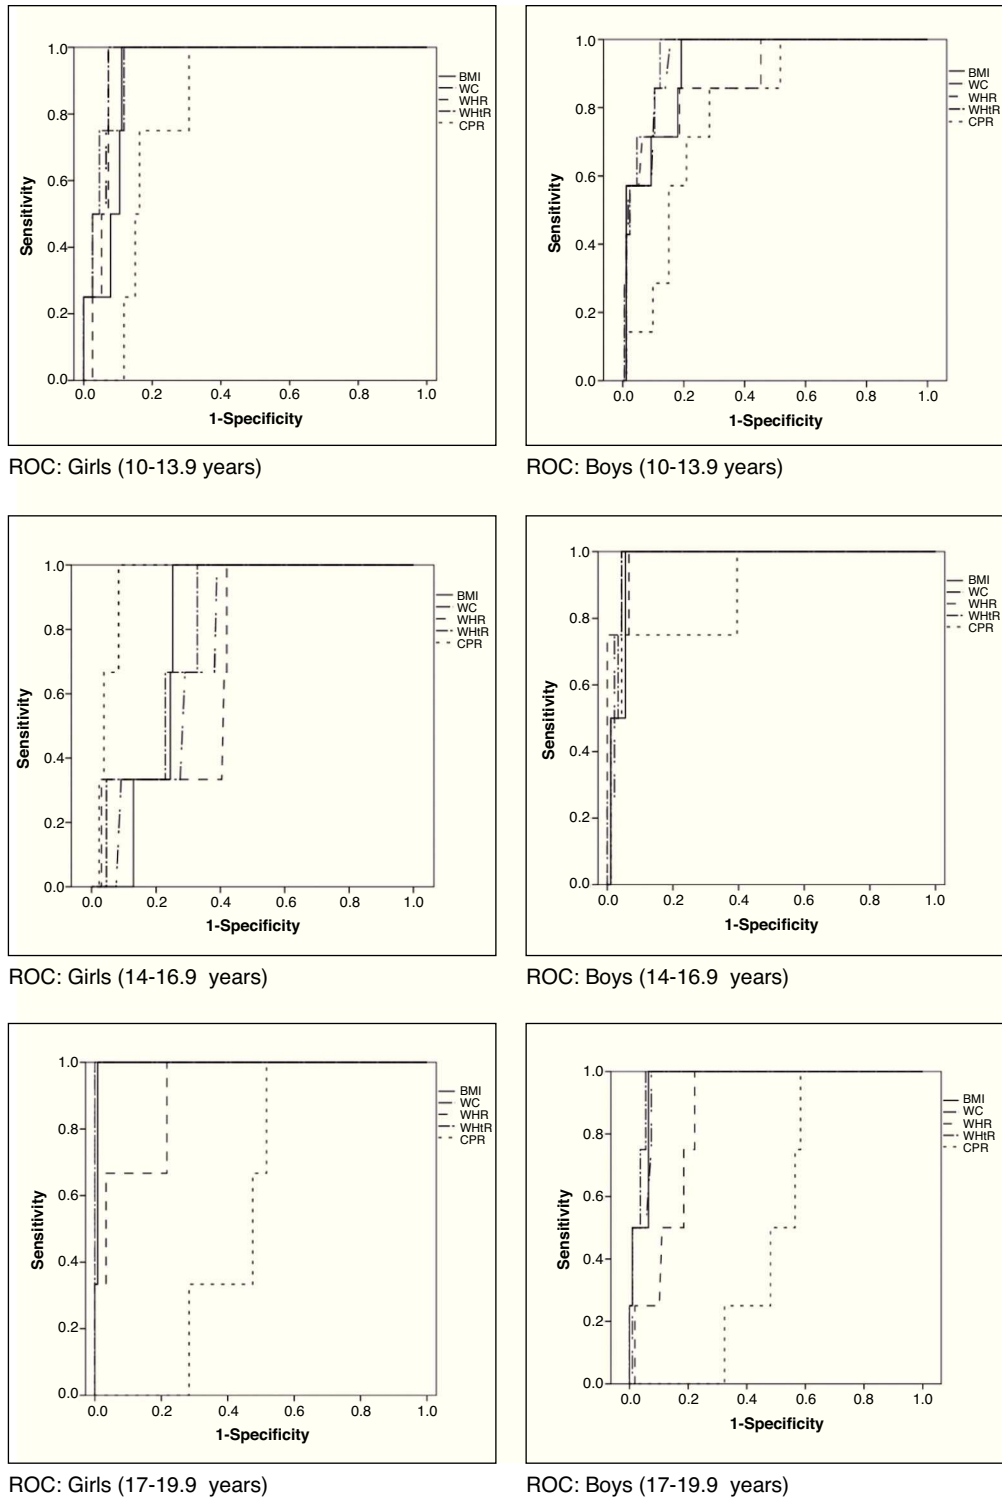 1.0
0.8
0.6
0.4
0.2
0.0
Sensitivity
0.0 0.2 0.4 0.6 0.8 1.0
1-Specificity
BMI
WC
WHR
WHtR
CPR
ROC: Girls (10-13.9 years)
1.0
0.8
0.6
0.4
0.2
0.0
Sensitivity
0.0 0.2 0.4 0.6 0.8 1.0
1-Specificity
BMI
WC
WHR
WHtR
CPR
ROC: Boys (10-13.9 years)
1.0
0.8
0.6
0.4
0.2
0.0
Sensitivity
0.0 0.2 0.4 0.6 0.8 1.0
1-Specificity
BMI
WC
WHR
WHtR
CPR
ROC: Girls (14-16.9 years)
1.0
0.8
0.6
0.4
0.2
0.0
Sensitivity
0.0 0.2 0.4 0.6 0.8 1.0
1-Specificity
BMI
WC
WHR
WHtR
CPR
ROC: Boys (14-16.9 years)
1.0
0.8
0.6
0.4
0.2
0.0
Sensitivity
0.0 0.2 0.4 0.6 0.8 1.0
1-Specificity
BMI
WC
WHR
WHtR
CPR
ROC: Girls (17-19.9 years)
1.0
0.8
0.6
0.4
0.2
0.0
Sensitivity
0.0 0.2 0.4 0.6 0.8 1.0
1-Specificity
BMI
WC
WHR
WHtR
CPR
ROC: Boys (17-19.9 years)